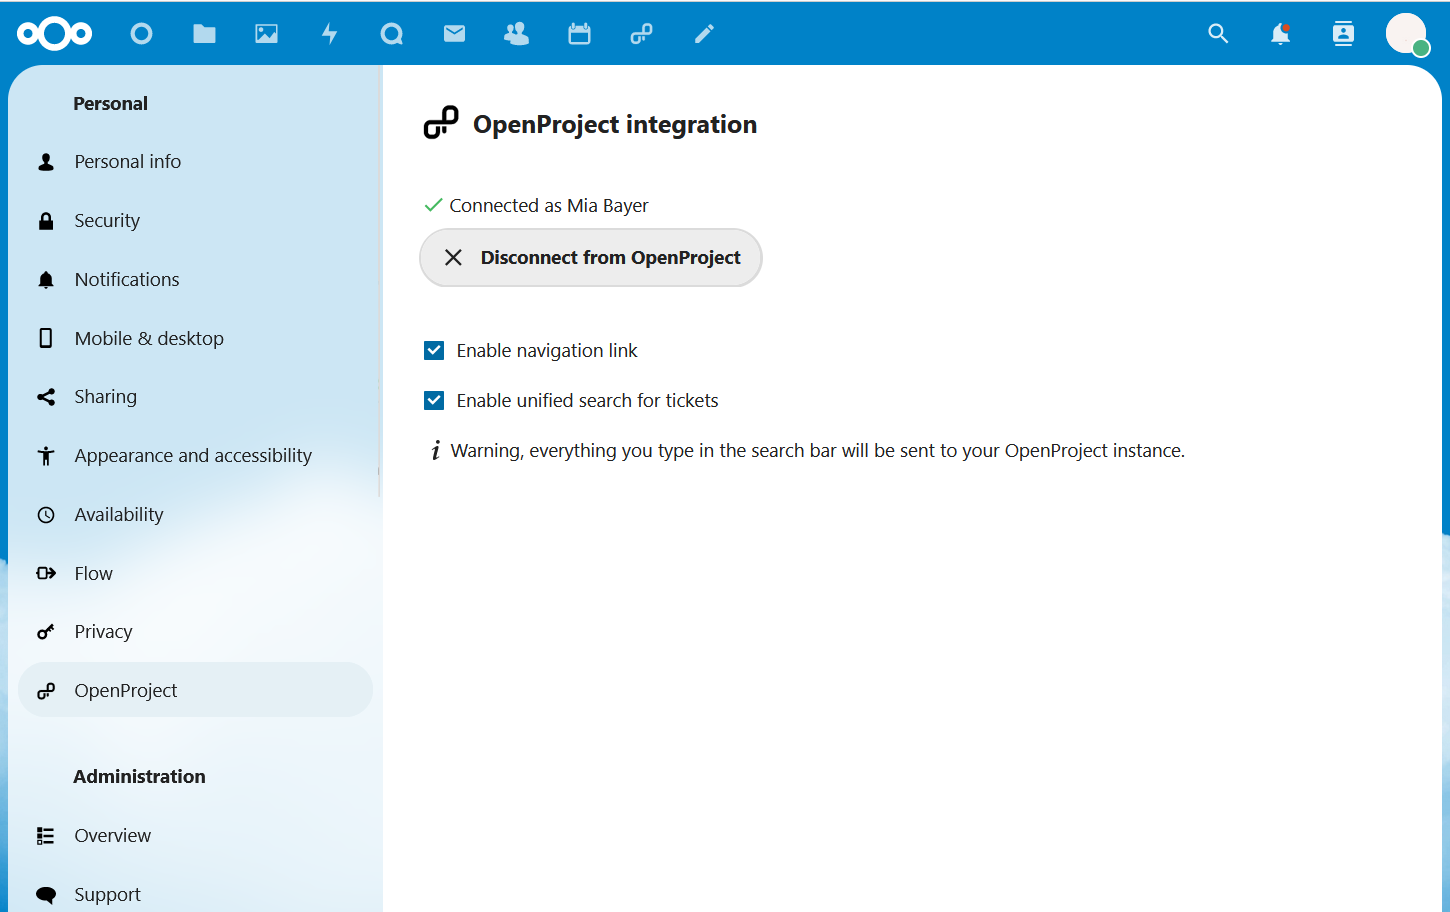 Personal
Personal info
Security
Notifications
Mobile & desktop
Sharing
Appearance and accessibility
Availability
Flow
Privacy
OpenProject
Administration
Overview
Support
OpenProject integration
Connected as Mia Bayer
Disconnect from OpenProject
Enable navigation link
Enable unified search for tickets
Warning, everything you type in the search bar will be sent to your OpenProject instance.